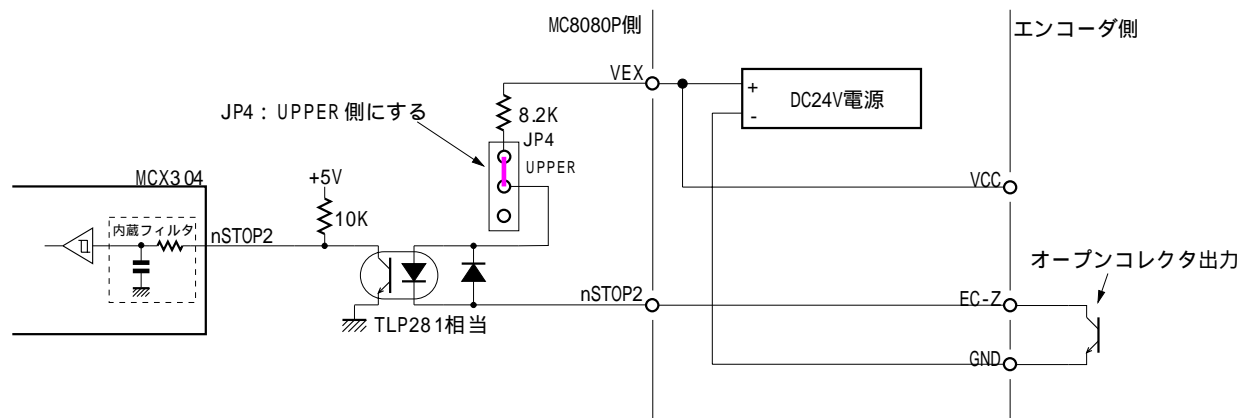 MC8080P側
エンコーダ側
VEX
+
-
DC24V電源
8.2K
JP4
UPPER
JP4：UPPER側にする
MCX304
+5V
10K
VCC
内蔵フィルタ
nSTOP2
オープンコレクタ出力
nSTOP2
EC-Z
TLP281相当
GND